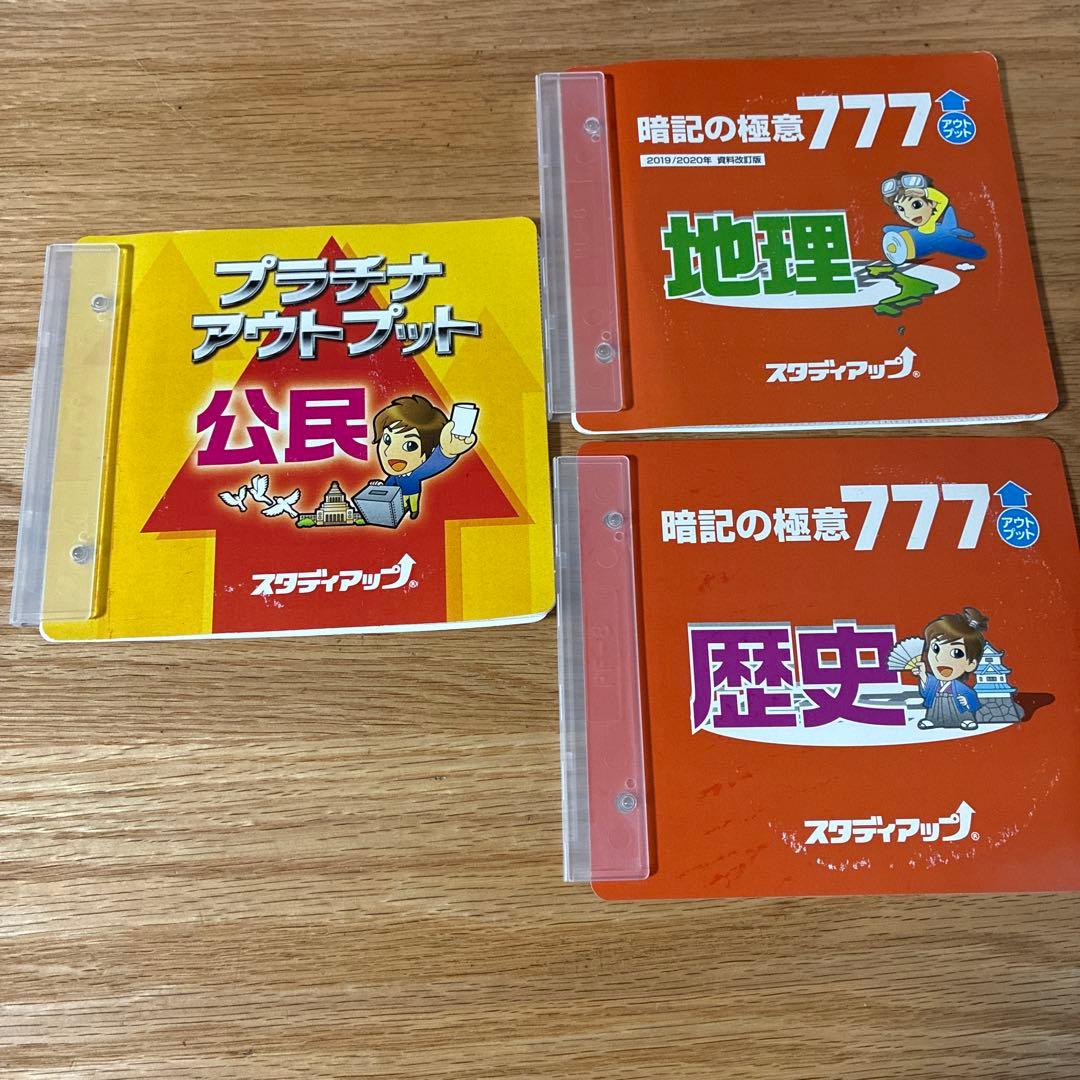 プラチナ
アウトプット
公民
スタディアップ®
暗記の極意777
アウト
プット
2019/2020年 資料改訂版
地理
スタディアップ®
暗記の極意777
アウト
プット
歴史
スタディアップ®